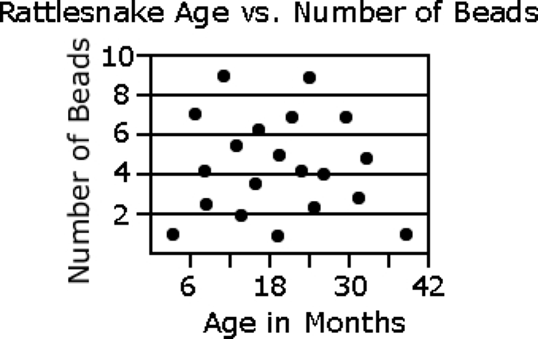 Rattlesnake Age vs. Number of Beads
Number of Beads
10
8
6
4
2
6 18 30 42
Age in Months